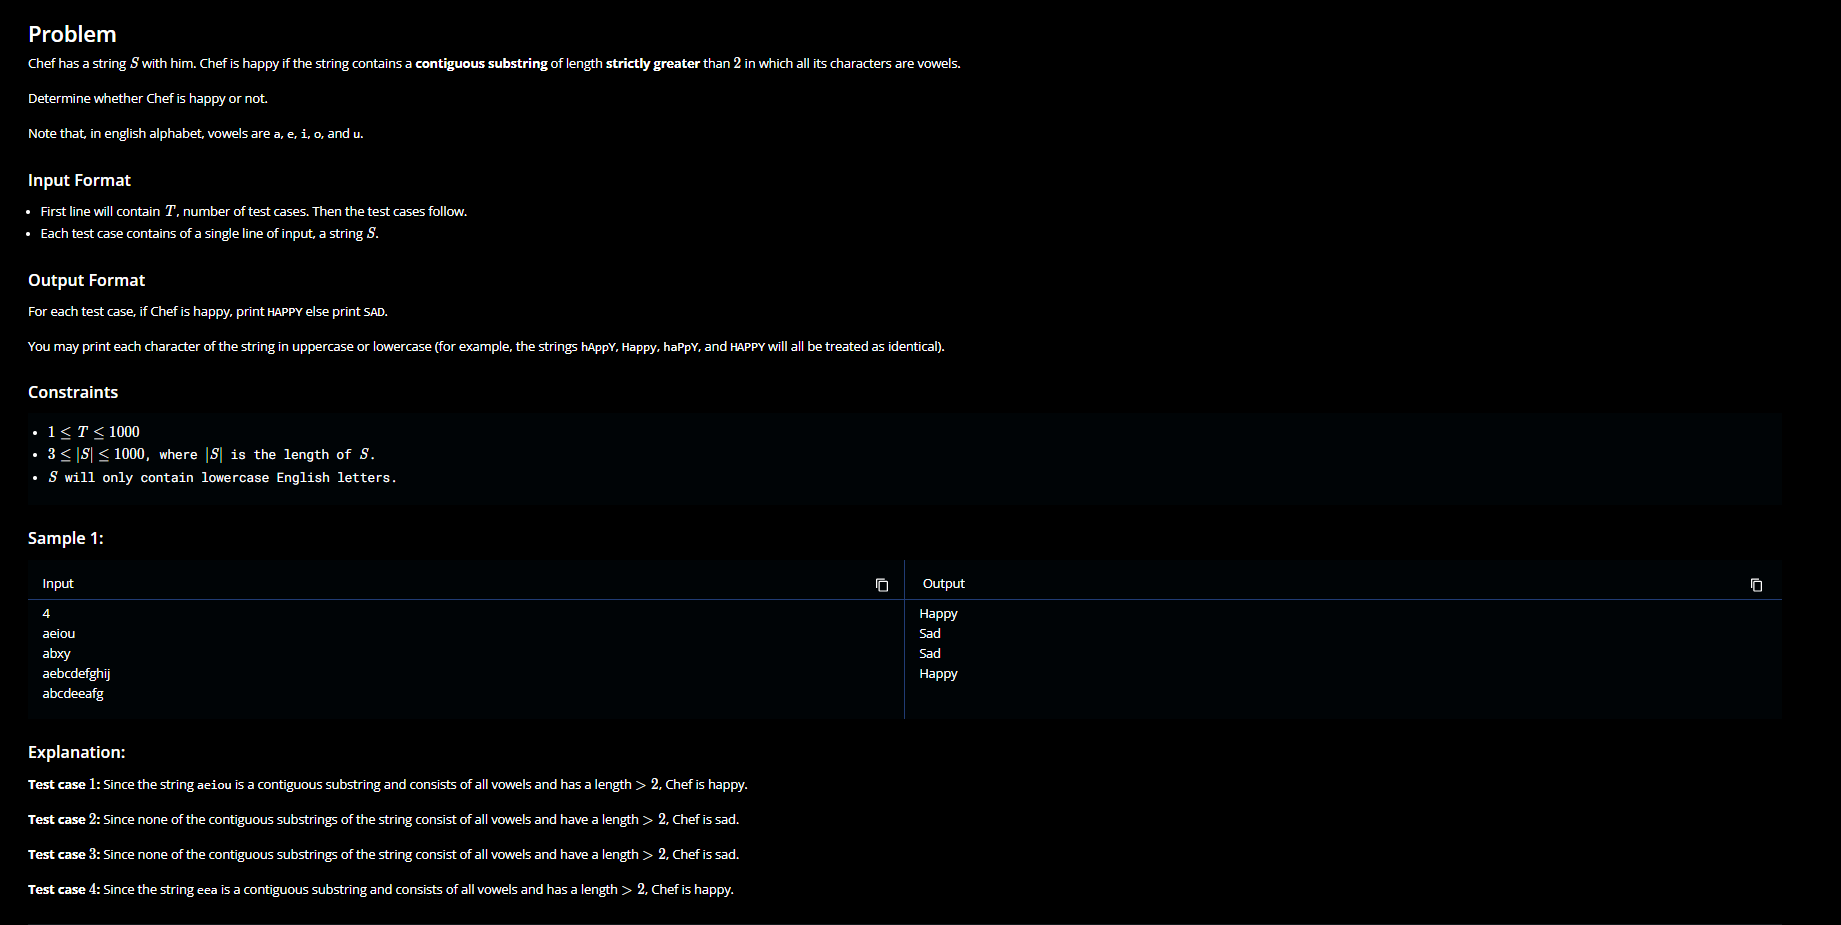 Problem
Chef has a string S with him. Chef is happy if the string contains a contiguous substring of length strictly greater than 2 in which all its characters are vowels.
Determine whether Chef is happy or not.
Note that, in english alphabet, vowels are a, e, i, o, and u.
Input Format
• First line will contain T, number of test cases. Then the test cases follow.
• Each test case contains of a single line of input, a string S.
Output Format
For each test case, if Chef is happy, print HAPPY else print SAD.
You may print each character of the string in uppercase or lowercase (for example, the strings hAppY, Happy, haPpY, and HAPPY will all be treated as identical).
Constraints
• 1 ≤ T ≤ 1000
• 3 ≤ |S| ≤ 1000, where |S| is the length of S.
• S will only contain lowercase English letters.
Sample 1:
Input
Output
4
aeiou
abxy
aebcdefghij
abcdeeafg
Happy
Sad
Sad
Happy
Explanation:
Test case 1: Since the string aeiou is a contiguous substring and consists of all vowels and has a length > 2, Chef is happy.
Test case 2: Since none of the contiguous substrings of the string consist of all vowels and have a length > 2, Chef is sad.
Test case 3: Since none of the contiguous substrings of the string consist of all vowels and have a length > 2, Chef is sad.
Test case 4: Since the string eea is a contiguous substring and consists of all vowels and has a length > 2, Chef is happy.